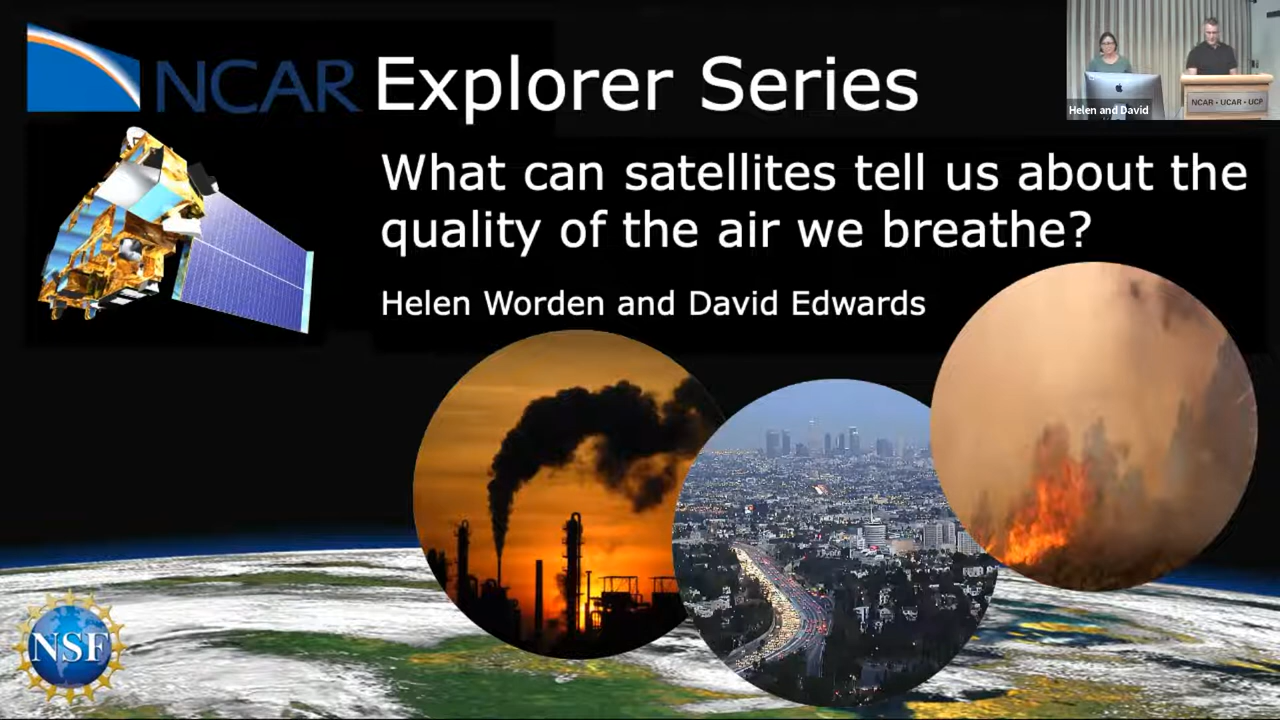 NCAR Explorer Series
What can satellites tell us about the
quality of the air we breathe?
Helen Worden and David Edwards
Helen and David
NCAR • UCAR • UCP
NSF